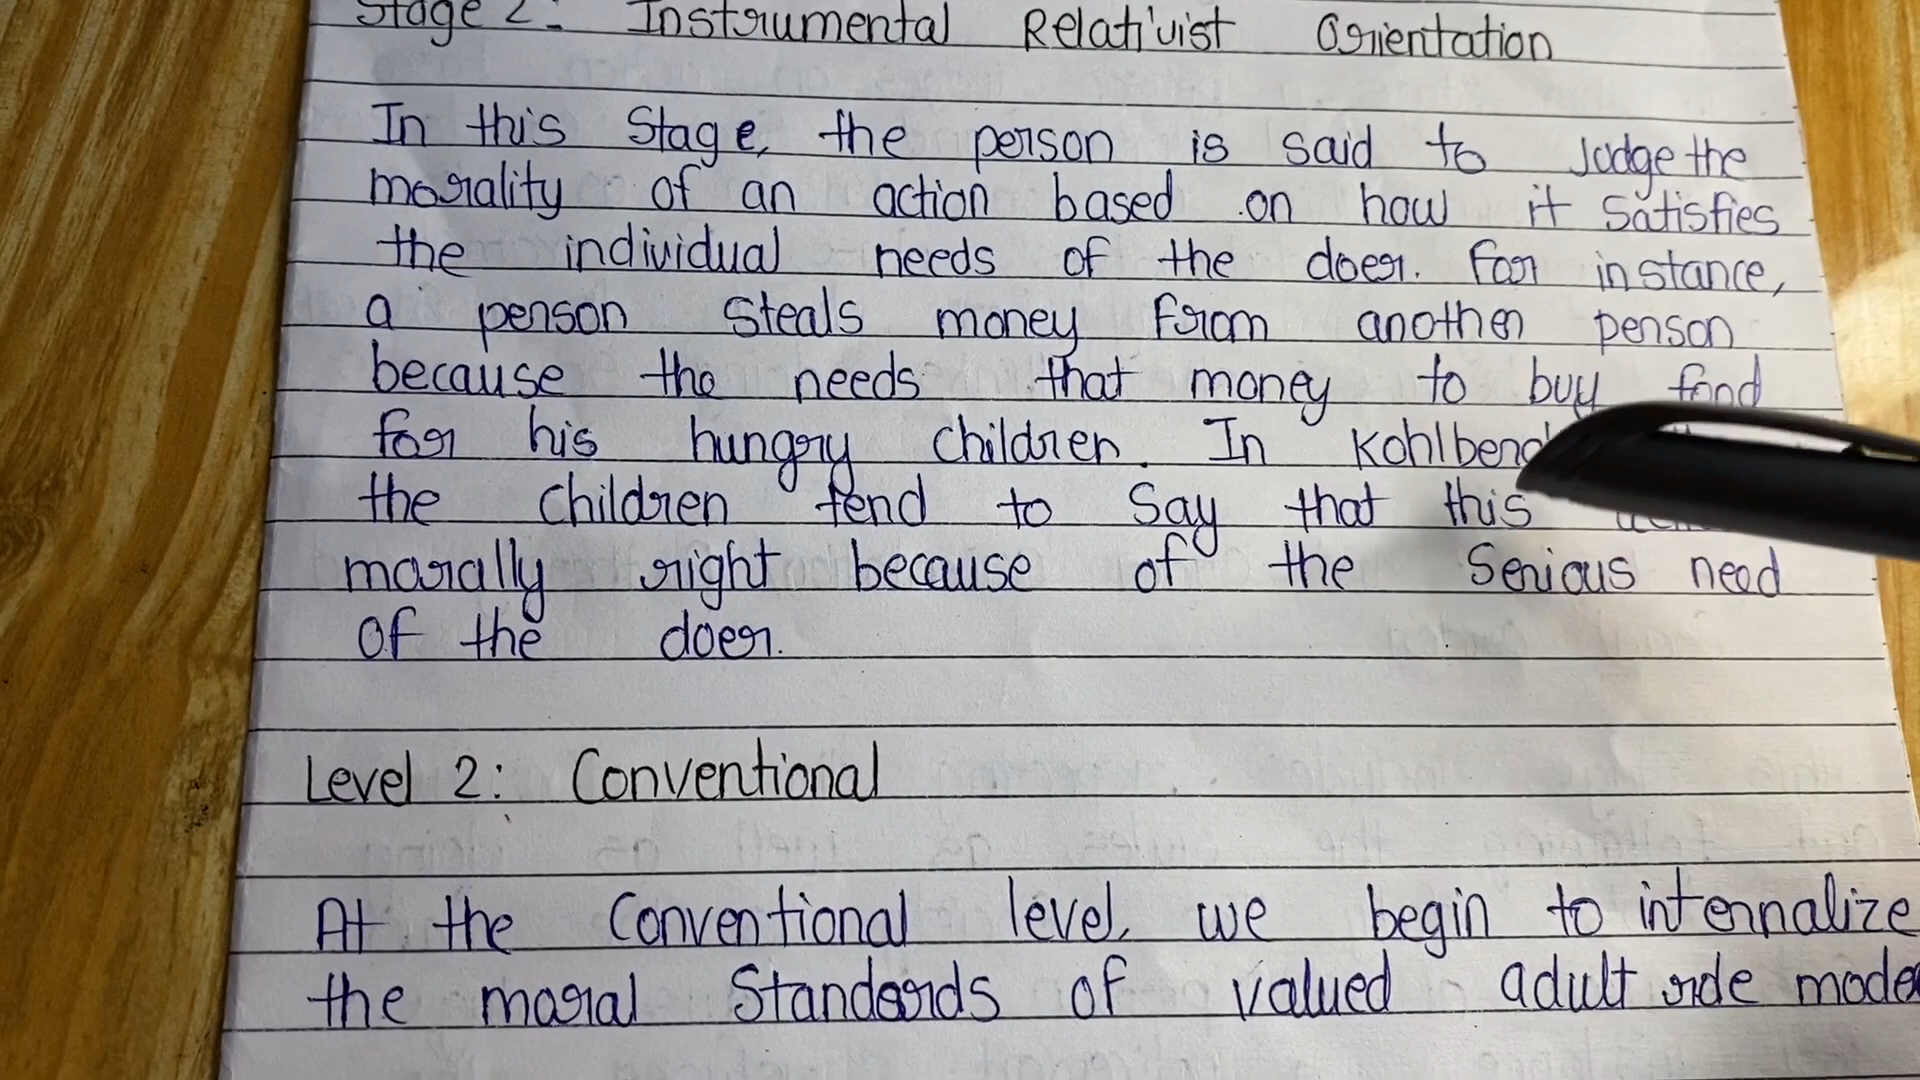 Stage 2: Instrumental Relativist Orientation
In this Stage, the person is said to Judge the
morality of an action based on how it satisfies
the individual needs of the doer. For instance,
a person steals money from another person
because the needs that money to buy food
for his hungry children. In
the children tend to say that this
morally right because of the serious need
of the doer.
Level 2: Conventional
At the Conventional level, we begin to internalize
the moral Standards of valued adult role